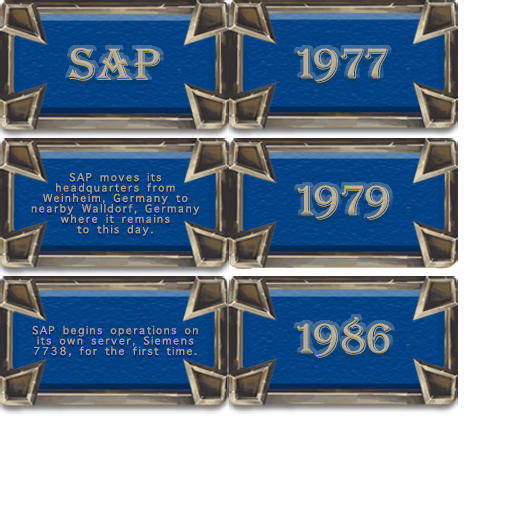 SAP
1977
SAP moves its
headquarters from
Weinheim, Germany to
nearby Walldorf, Germany
where it remains
to this day.
1979
SAP begins operations on
its own server, Siemens
7738, for the first time.
1986